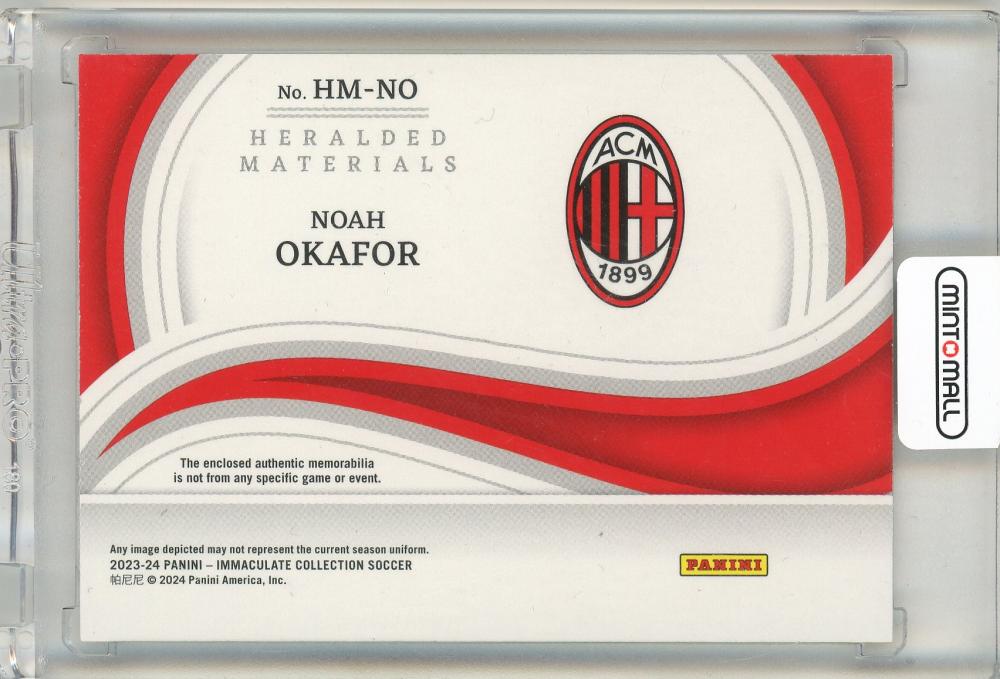 No. HM-NO
HERALDED
MATERIALS
NOAH
OKAFOR
ACM
1899
The enclosed authentic memorabilia
is not from any specific game or event.
Any image depicted may not represent the current season uniform.
2023-24 PANINI – IMMACULATE COLLECTION SOCCER
帕尼尼 © 2024 Panini America, Inc.
PANINI
MINT MALL